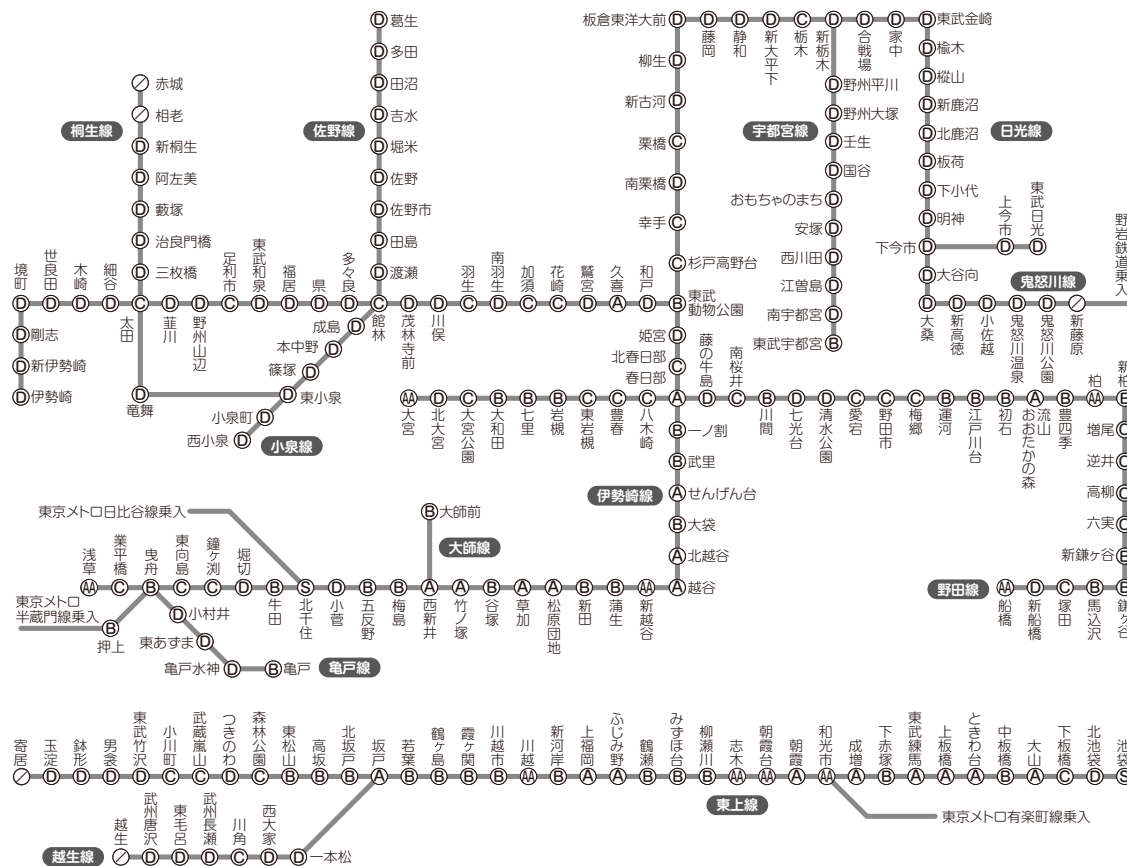 葛生
多田
田沼
吉水
堀米
佐野
佐野市
田島
渡瀬
佐野線
赤城
相老
新桐生
阿左美
藪塚
治良門橋
三枚橋
桐生線
板倉東洋大前
藤岡
静和
新大平下
栃木
新栃木
合戦場
家中
東武金崎
柳生
新古河
栗橋
南栗橋
幸手
杉戸高野台
野州平川
野州大塚
壬生
国谷
おもちゃのまち
安塚
西川田
江曽島
南宇都宮
東武宇都宮
宇都宮線
楡木
樅山
新鹿沼
北鹿沼
板荷
下小代
明神
下今市
大谷向
日光線
上今市
東武日光
野岩鉄道乗入
鬼怒川線
大桑
新高徳
小佐越
鬼怒川温泉
鬼怒川公園
新藤原
境町
世良田
木崎
細谷
太田
韮川
野州山辺
足利市
東武和泉
福居
県
多々良
館林
茂林寺前
川俣
羽生
南羽生
加須
花崎
鷲宮
久喜
和戸
東武
動物公園
剛志
新伊勢崎
伊勢崎
竜舞
成島
本中野
篠塚
東小泉
小泉町
西小泉
小泉線
姫宮
北春日部
春日部
大宮
北大宮
大宮公園
大和田
七里
岩槻
東岩槻
豊春
八木崎
藤の牛島
南桜井
川間
七光台
清水公園
愛宕
野田市
梅郷
運河
江戸川台
初石
流山
おおたかの森
豊四季
柏
新柏
増尾
逆井
高柳
六実
新鎌ヶ谷
鎌ヶ谷
馬込沢
塚田
新船橋
船橋
野田線
一ノ割
武里
せんげん台
大袋
北越谷
越谷
伊勢崎線
東京メトロ日比谷線乗入
大師前
大師線
浅草
業平橋
曳舟
東向島
鐘ヶ渕
堀切
牛田
北千住
小菅
五反野
梅島
西新井
竹ノ塚
谷塚
草加
松原団地
新田
蒲生
新越谷
東京メトロ
半蔵門線乗入
押上
小村井
東あずま
亀戸水神
亀戸
亀戸線
寄居
玉淀
鉢形
男衾
東武竹沢
小川町
武蔵嵐山
つきのわ
森林公園
東松山
高坂
北坂戸
坂戸
若葉
鶴ヶ島
霞ヶ関
川越市
川越
新河岸
上福岡
ふじみ野
鶴瀬
みずほ台
柳瀬川
志木
朝霞台
朝霞
和光市
成増
下赤塚
東武練馬
上板橋
ときわ台
中板橋
大山
下板橋
北池袋
池袋
東上線
東京メトロ有楽町線乗入
越生
武州唐沢
東毛呂
武州長瀬
川角
西大家
一本松
越生線